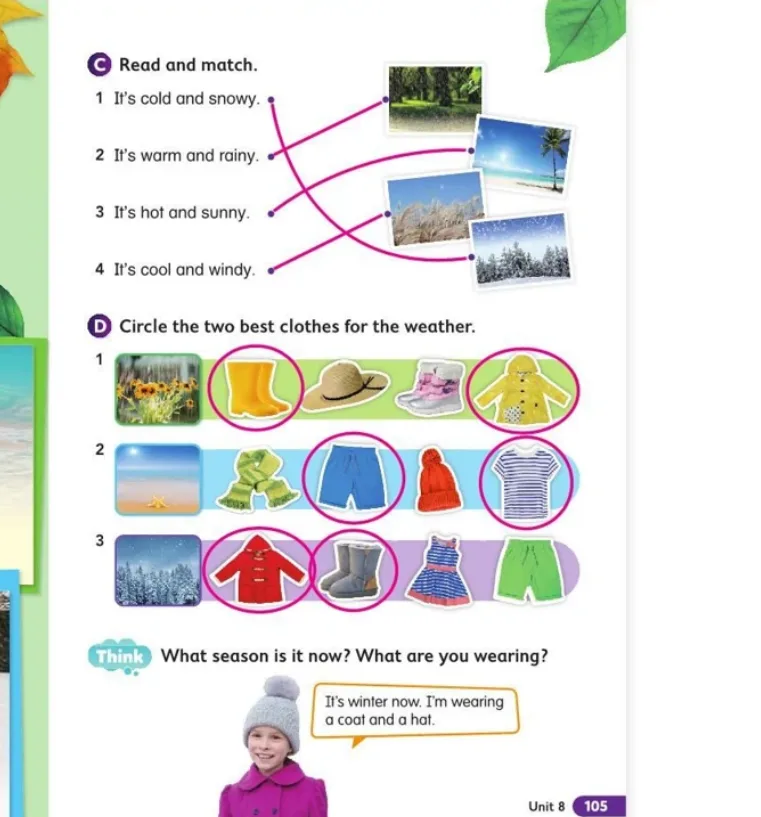 C Read and match.
1 It's cold and snowy.
2 It's warm and rainy.
3 It's hot and sunny.
4 It's cool and windy.
D Circle the two best clothes for the weather.
1
2
3
Think What season is it now? What are you wearing?
It's winter now. I'm wearing
a coat and a hat.
Unit 8 105